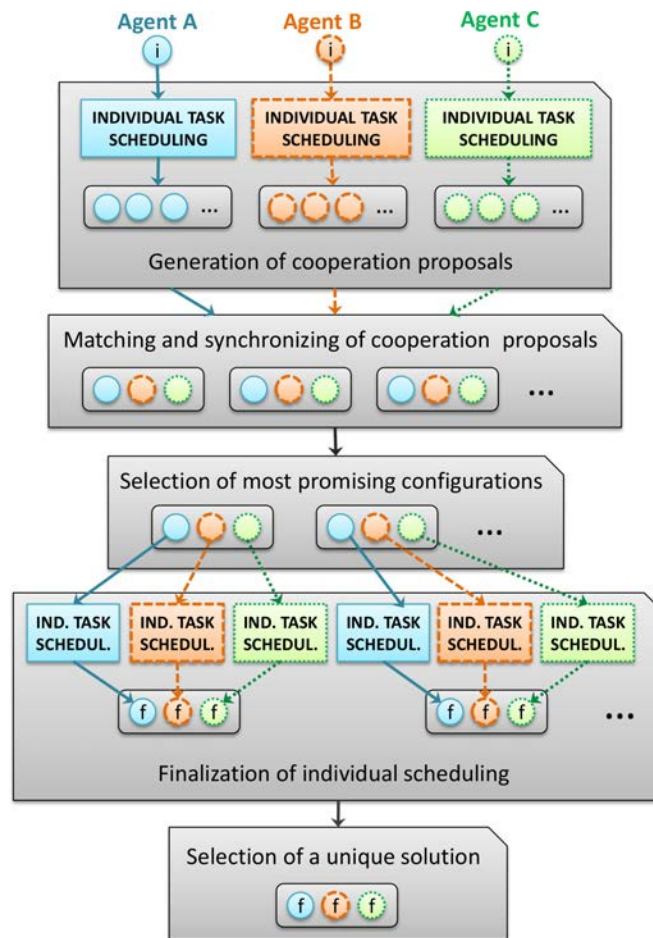 Agent A Agent B Agent C
i i i
INDIVIDUAL TASK INDIVIDUAL TASK INDIVIDUAL TASK
SCHEDULING SCHEDULING SCHEDULING
... ... ...
Generation of cooperation proposals
Matching and synchronizing of cooperation proposals
...
Selection of most promising configurations
...
IND. TASK IND. TASK IND. TASK IND. TASK IND. TASK IND. TASK
SCHEDUL. SCHEDUL. SCHEDUL. SCHEDUL. SCHEDUL. SCHEDUL.
f f f f f f ...
Finalization of individual scheduling
Selection of a unique solution
f f f